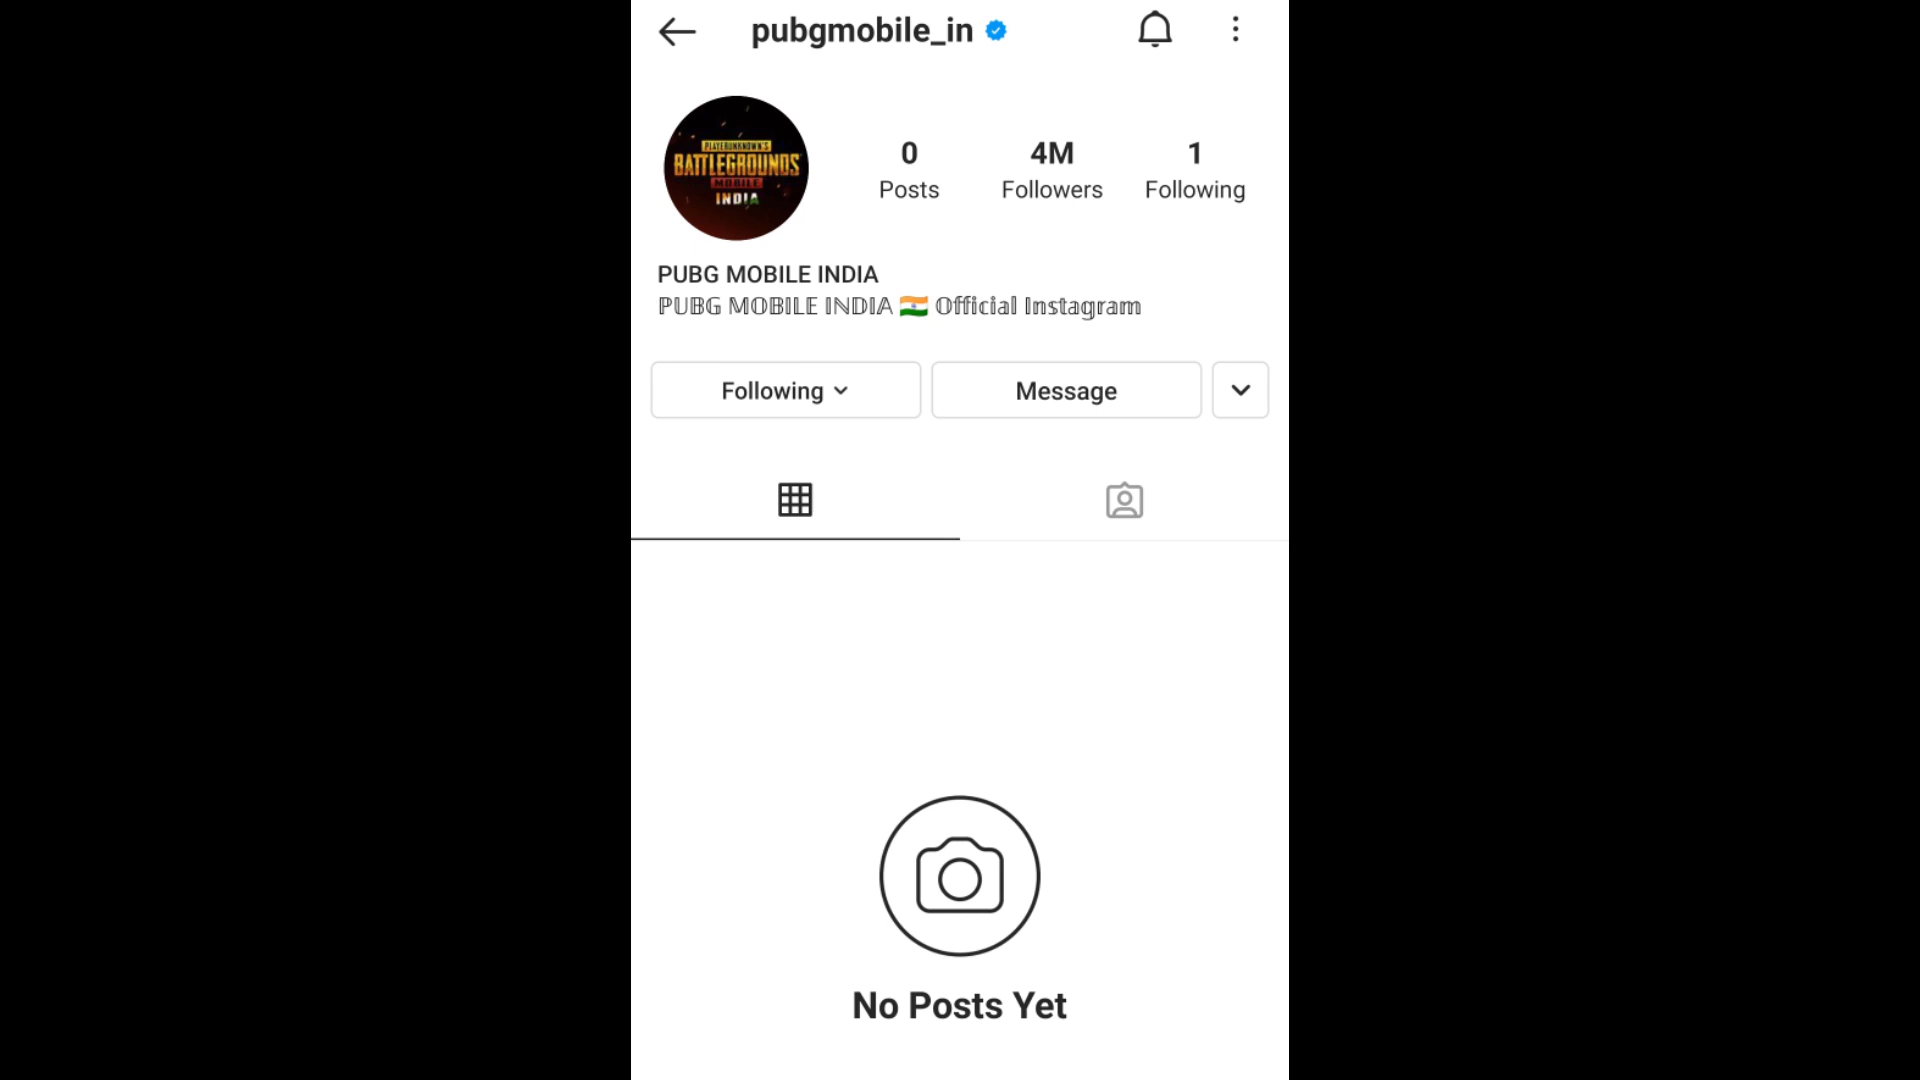 pubgmobile_in
PLAYERUNKNOWN'S
BATTLEGROUNDS
MOBILE
INDIA
0
Posts
4M
Followers
1
Following
PUBG MOBILE INDIA
ℙ𝕌𝔹𝔾 𝕄𝕆𝔹𝕀𝕃𝔼 𝕀ℕ𝔻𝕀𝔸 🇮🇳 𝕆𝕗𝕗𝕚𝕔𝕚𝕒𝕝 𝕀𝕟𝕤𝕥𝕒𝕘𝕣𝕒𝕞
Following
Message
No Posts Yet